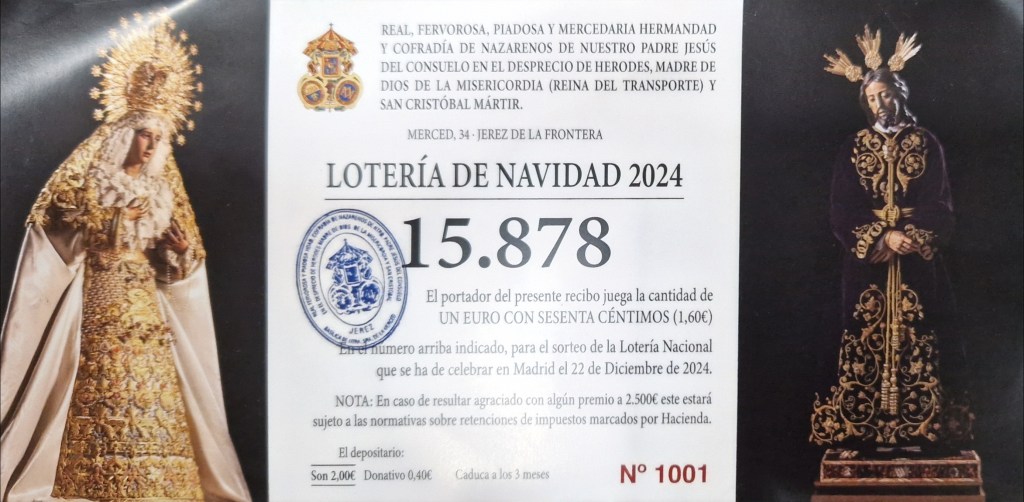 REAL, FERVOROSA, PIADOSA Y MERCEDARIA HERMANDAD
Y COFRADÍA DE NAZARENOS DE NUESTRO PADRE JESÚS
DEL CONSUELO EN EL DESPRECIO DE HERODES, MADRE DE
DIOS DE LA MISERICORDIA (REINA DEL TRANSPORTE) Y
SAN CRISTÓBAL MÁRTIR.
MERCED, 34 · JEREZ DE LA FRONTERA
LOTERÍA DE NAVIDAD 2024
15.878
JEREZ
El portador del presente recibo juega la cantidad de
UN EURO CON SESENTA CÉNTIMOS (1,60€)
En el número arriba indicado, para el sorteo de la Lotería Nacional
que se ha de celebrar en Madrid el 22 de Diciembre de 2024.
NOTA: En caso de resultar agraciado con algún premio a 2.500€ este estará
sujeto a las normativas sobre retenciones de impuestos marcados por Hacienda.
El depositario:
Son 2,00€ Donativo 0,40€ Caduca a los 3 meses
Nº 1001